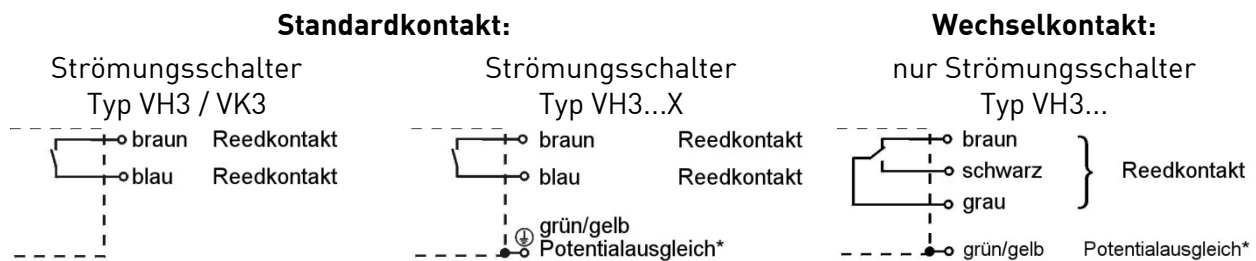 Standardkontakt:
Wechselkontakt:
Strömungsschalter
Typ VH3 / VK3
braun Reedkontakt
blau Reedkontakt
Strömungsschalter
Typ VH3...X
braun Reedkontakt
blau Reedkontakt
grün/gelb
Potentialausgleich*
nur Strömungsschalter
Typ VH3...
braun
schwarz Reedkontakt
grau
grün/gelb Potentialausgleich*